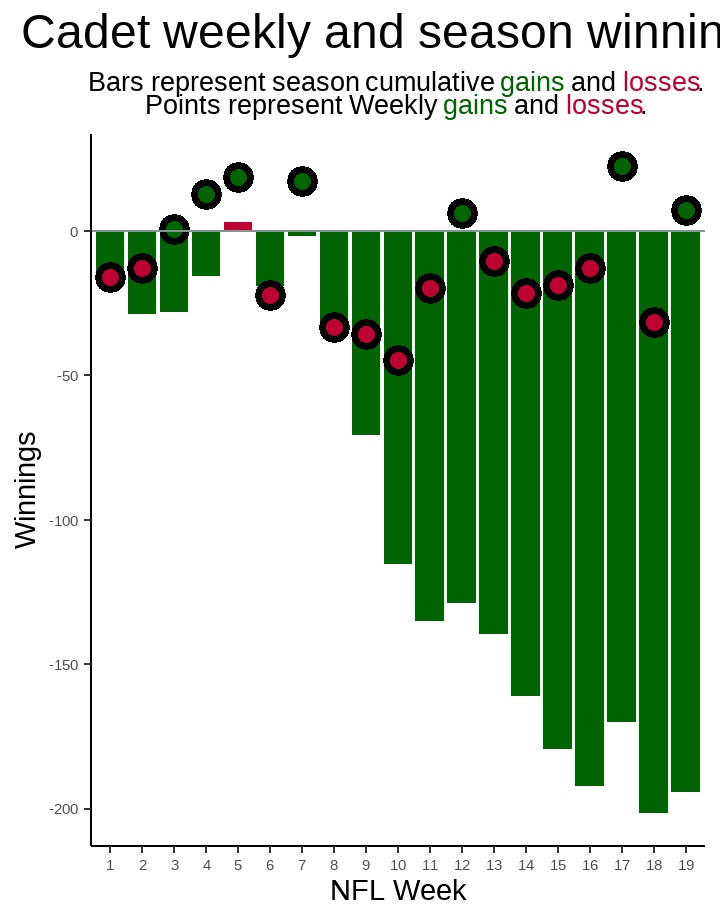 Cadet weekly and season winnin
Bars represent season cumulative gains and losses.
Points represent Weekly gains and losses.
Winnings
0
-50
-100
-150
-200
1 2 3 4 5 6 7 8 9 10 11 12 13 14 15 16 17 18 19
NFL Week